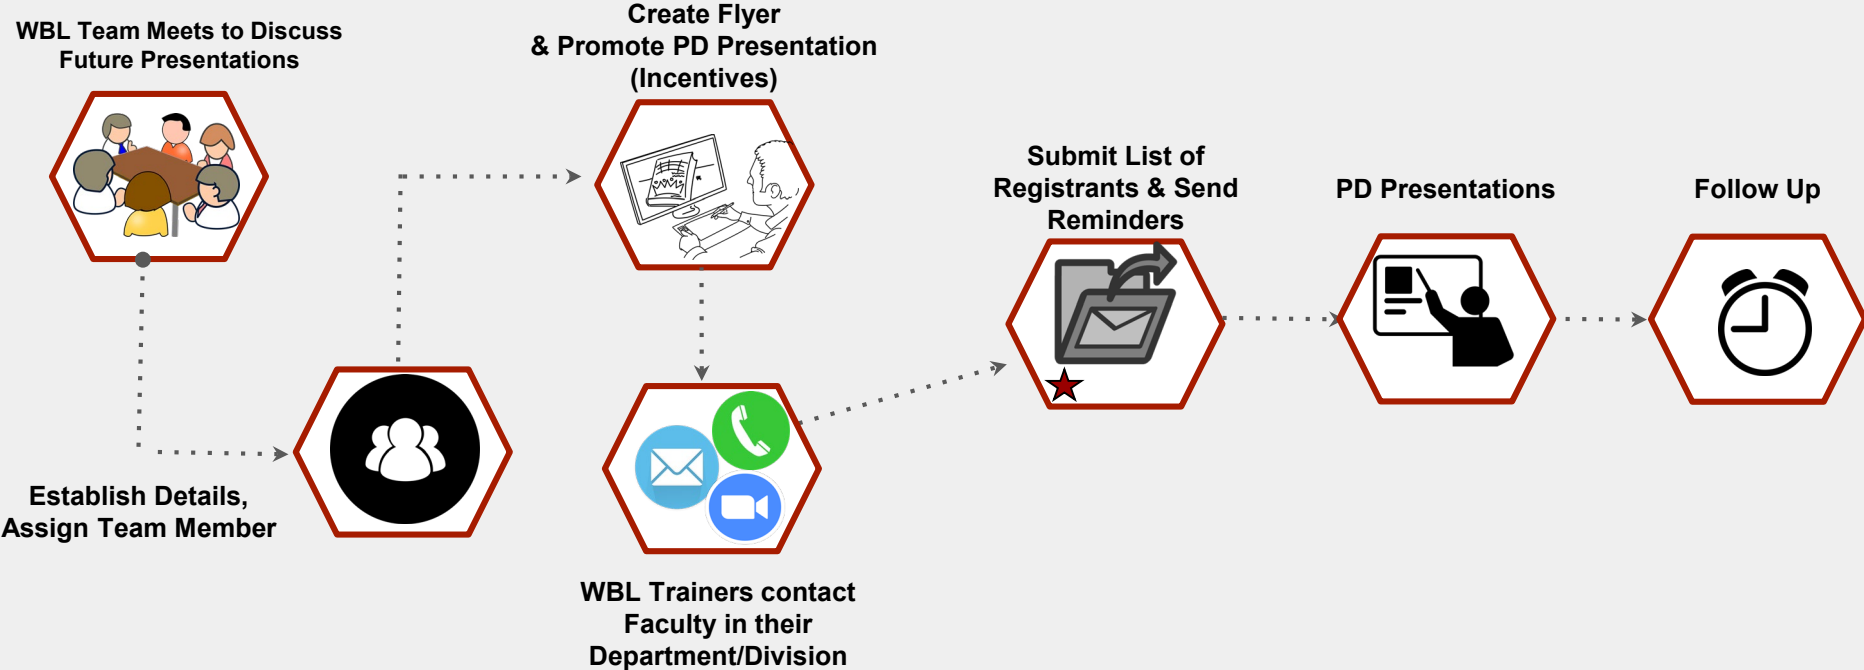 WBL Team Meets to Discuss
Future Presentations
Establish Details,
Assign Team Member
Create Flyer
& Promote PD Presentation
(Incentives)
WBL Trainers contact
Faculty in their
Department/Division
Submit List of
Registrants & Send
Reminders
PD Presentations
Follow Up